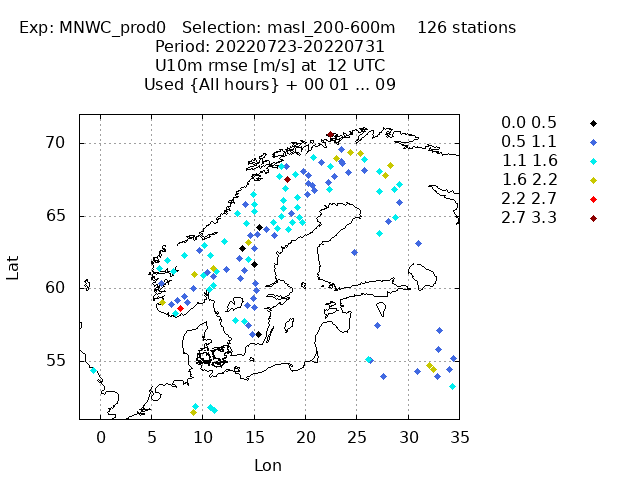 Exp: MNWC_prod0   Selection: masl_200-600m    126 stations
Period: 20220723-20220731
U10m rmse [m/s] at  12 UTC
Used {All hours} + 00 01 ... 09
0.0 0.5
0.5 1.1
1.1 1.6
1.6 2.2
2.2 2.7
2.7 3.3
70
65
60
55
Lat
0 5 10 15 20 25 30 35
Lon